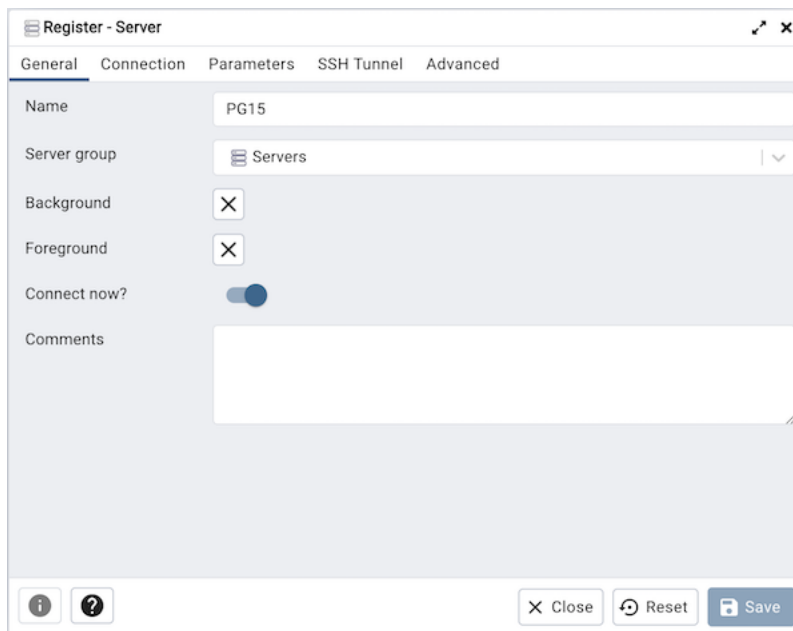 Register - Server
General Connection Parameters SSH Tunnel Advanced
Name PG15
Server group Servers
Background
Foreground
Connect now?
Comments
Close Reset Save